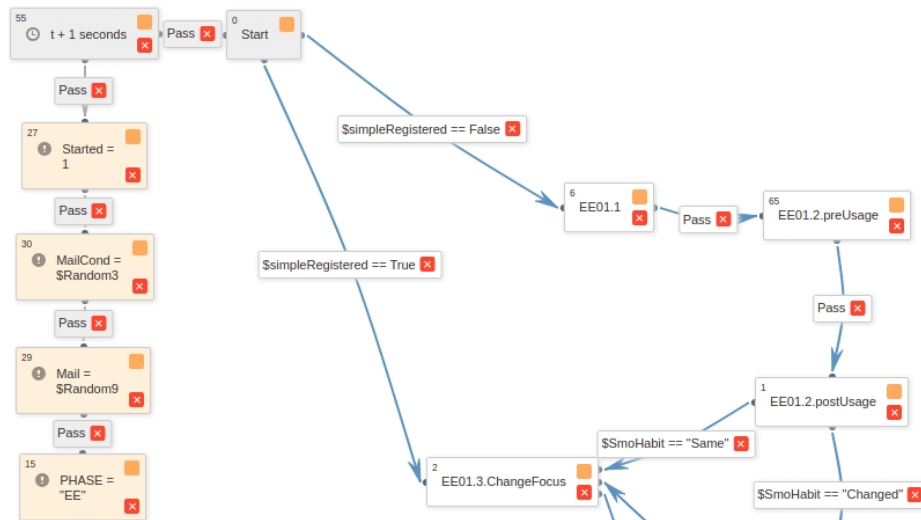 55
t + 1 seconds
Pass
0
Start
Pass
$simpleRegistered == False
27
Started =
1
6
EE01.1
Pass
65
EE01.2.preUsage
Pass
30
MailCond =
$Random3
$simpleRegistered == True
Pass
Pass
29
Mail =
$Random9
1
EE01.2.postUsage
Pass
$SmoHabit == "Same"
15
PHASE =
"EE"
2
EE01.3.ChangeFocus
$SmoHabit == "Changed"